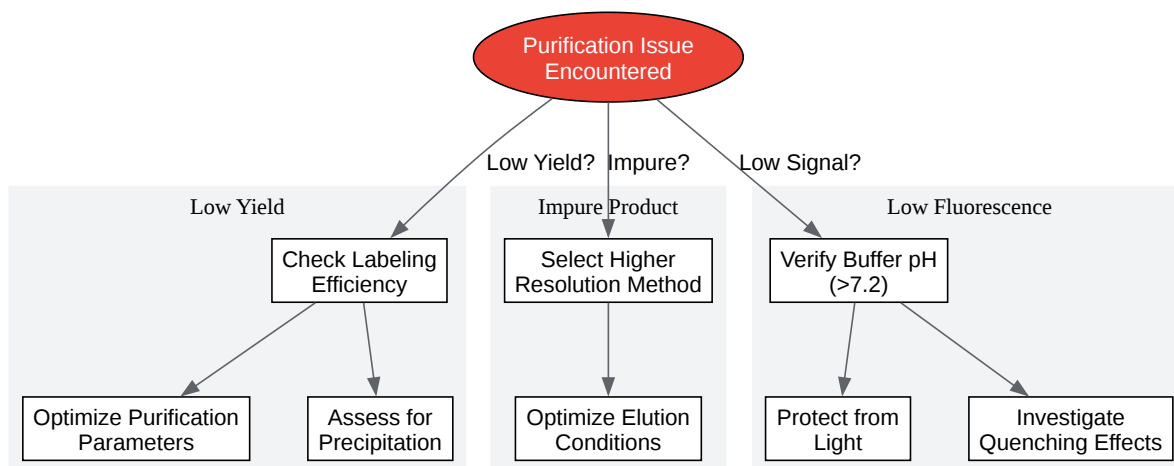 Purification Issue
Encountered
Low Yield?
Impure?
Low Signal?
Low Yield
Impure Product
Low Fluorescence
Check Labeling
Efficiency
Select Higher
Resolution Method
Verify Buffer pH
(>7.2)
Optimize Purification
Parameters
Assess for
Precipitation
Optimize Elution
Conditions
Protect from
Light
Investigate
Quenching Effects